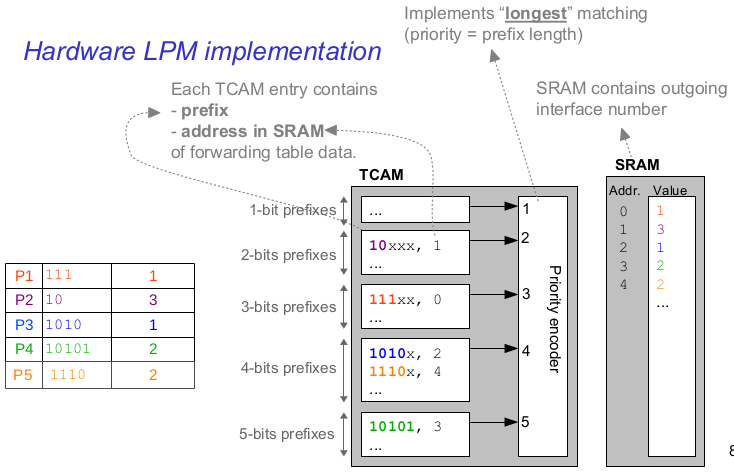 Implements “longest” matching
(priority = prefix length)
Hardware LPM implementation
Each TCAM entry contains
- prefix
- address in SRAM
of forwarding table data.
SRAM contains outgoing
interface number
TCAM
SRAM
Addr. Value
0 1
1 3
2 1
3 2
4 2
...
1-bit prefixes
...
1
2-bits prefixes
10xxx, 1
...
2
3-bits prefixes
111xx, 0
...
3
4-bits prefixes
1010x, 2
1110x, 4
...
4
5-bits prefixes
10101, 3
...
5
Priority encoder
P1 111 1
P2 10 3
P3 1010 1
P4 10101 2
P5 1110 2